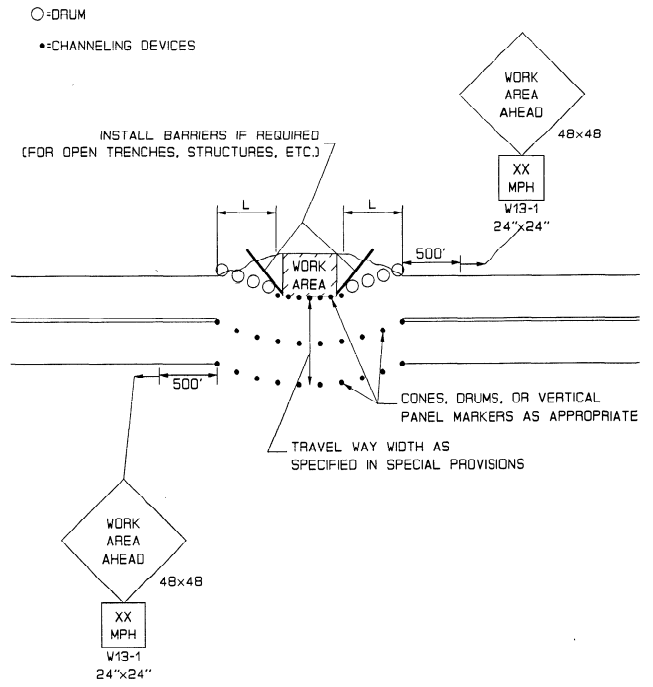 ○=DRUM
•=CHANNELING DEVICES
WORK
AREA
AHEAD
48x48
XX
MPH
W13-1
24"x24"
INSTALL BARRIERS IF REQUIRED
(FOR OPEN TRENCHES, STRUCTURES, ETC.)
L
L
500'
WORK
AREA
500'
CONES, DRUMS, OR VERTICAL
PANEL MARKERS AS APPROPRIATE
TRAVEL WAY WIDTH AS
SPECIFIED IN SPECIAL PROVISIONS
WORK
AREA
AHEAD
48x48
XX
MPH
W13-1
24"x24"